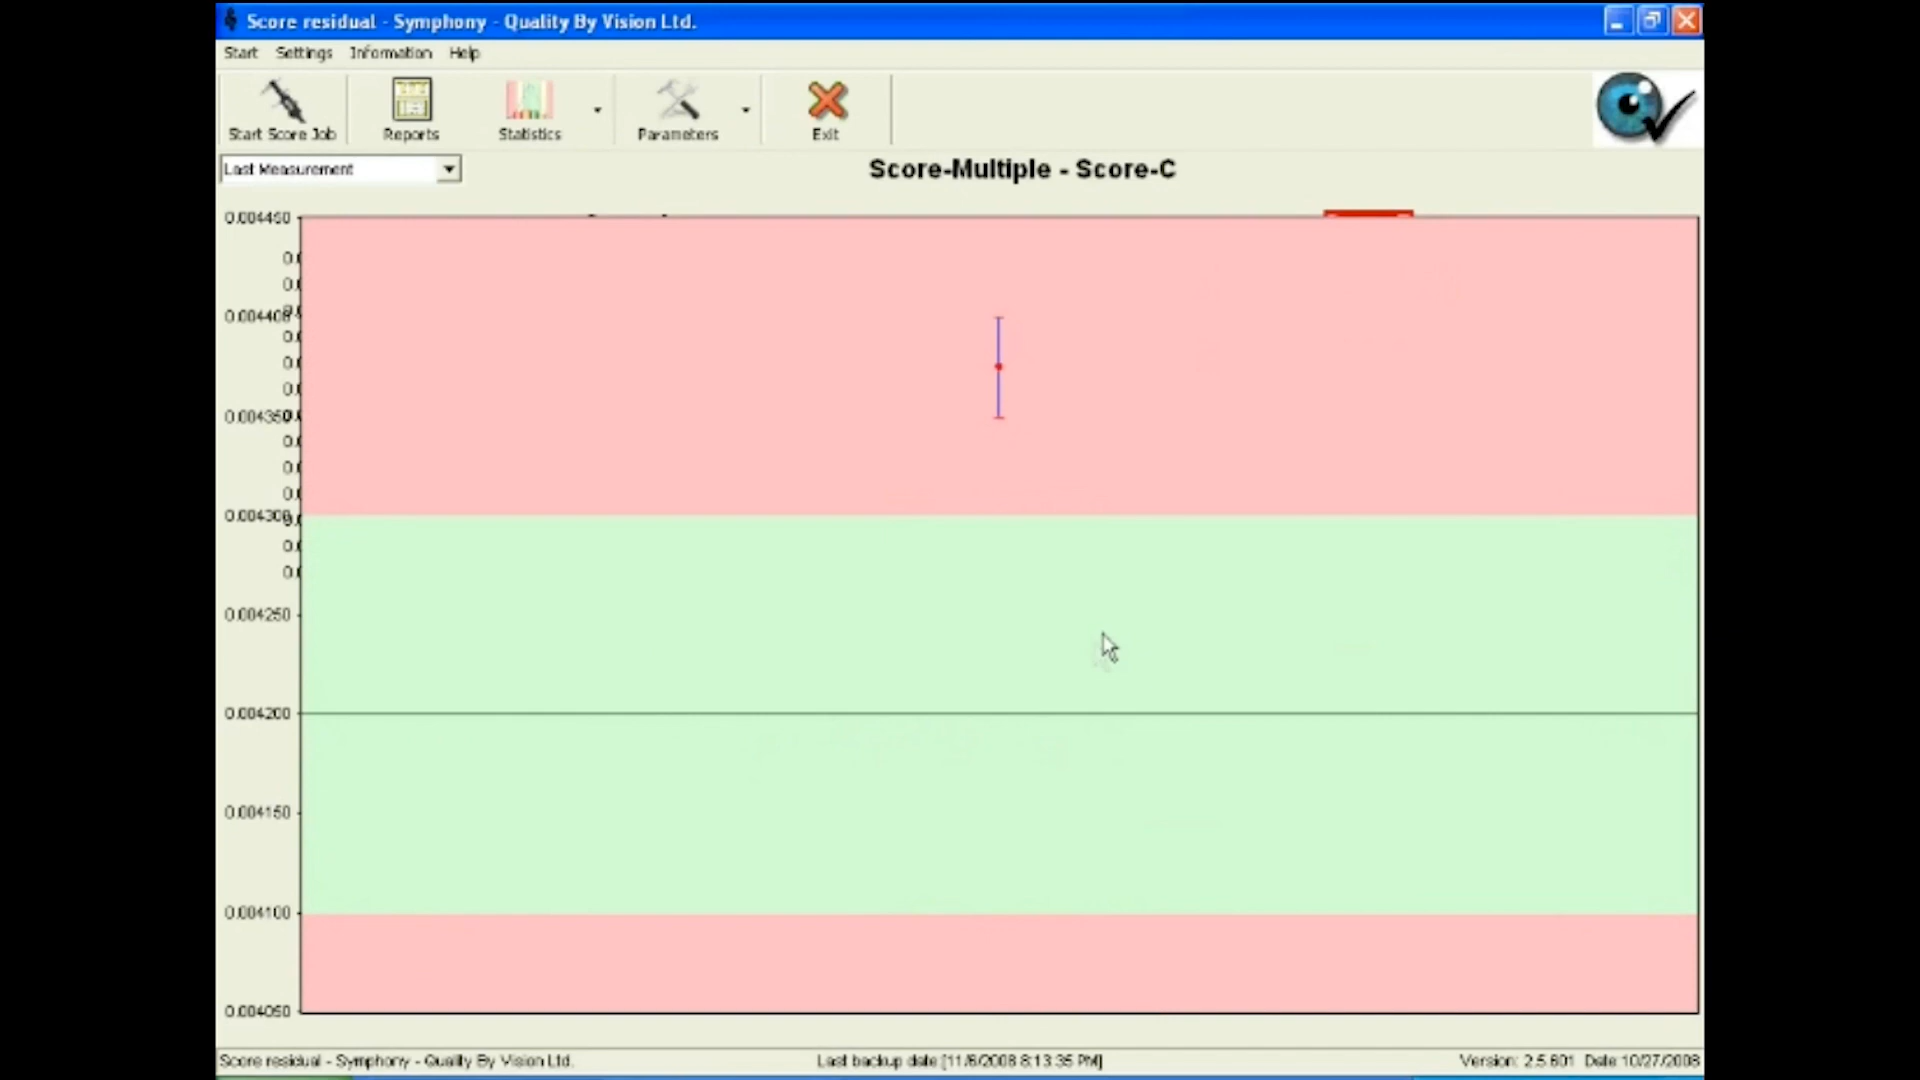 Score residual - Symphony - Quality By Vision Ltd.
Start Settings Information Help
Start Score Job Reports Statistics Parameters Exit
Last Measurement
Score-Multiple - Score-C
0.004450
0.004400
0.004350
0.004300
0.004250
0.004200
0.004150
0.004100
0.004050
Score residual - Symphony - Quality By Vision Ltd. Last backup date:[11/6/2008 8:13:35 PM] Version: 2.5.601 Date:10/27/2008